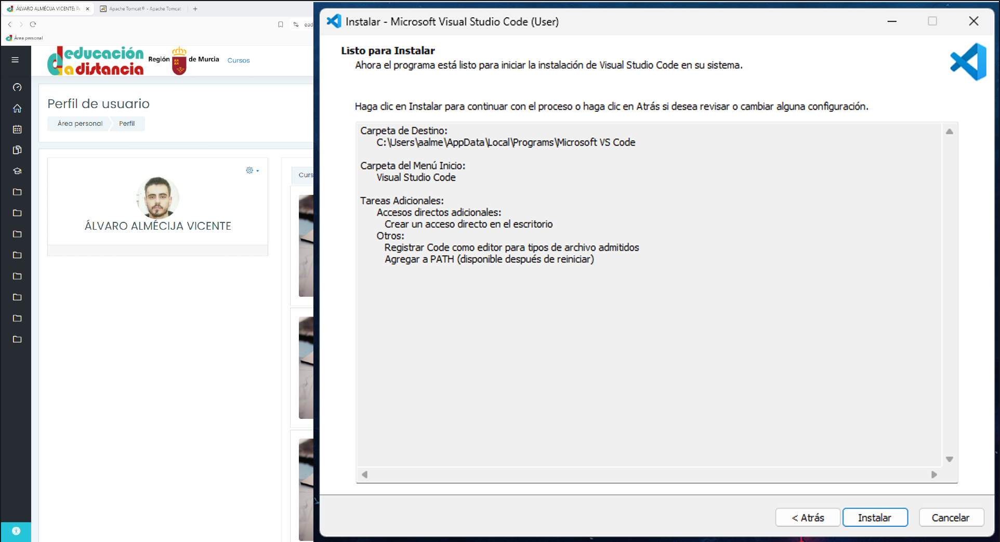 ÁLVARO ALMÉCIJA VICENTE: Pe
Apache Tomcat® - Apache Tomcat
ead
Área personal
educación a distancia
Región de Murcia
Cursos
Perfil de usuario
Área personal
Perfil
ÁLVARO ALMÉCIJA VICENTE
Curs
Instalar - Microsoft Visual Studio Code (User)
Listo para Instalar
Ahora el programa está listo para iniciar la instalación de Visual Studio Code en su sistema.
Haga clic en Instalar para continuar con el proceso o haga clic en Atrás si desea revisar o cambiar alguna configuración.
Carpeta de Destino:
C:\Users\aalme\AppData\Local\Programs\Microsoft VS Code
Carpeta del Menú Inicio:
Visual Studio Code
Tareas Adicionales:
Accesos directos adicionales:
Crear un acceso directo en el escritorio
Otros:
Registrar Code como editor para tipos de archivo admitidos
Agregar a PATH (disponible después de reiniciar)
< Atrás
Instalar
Cancelar